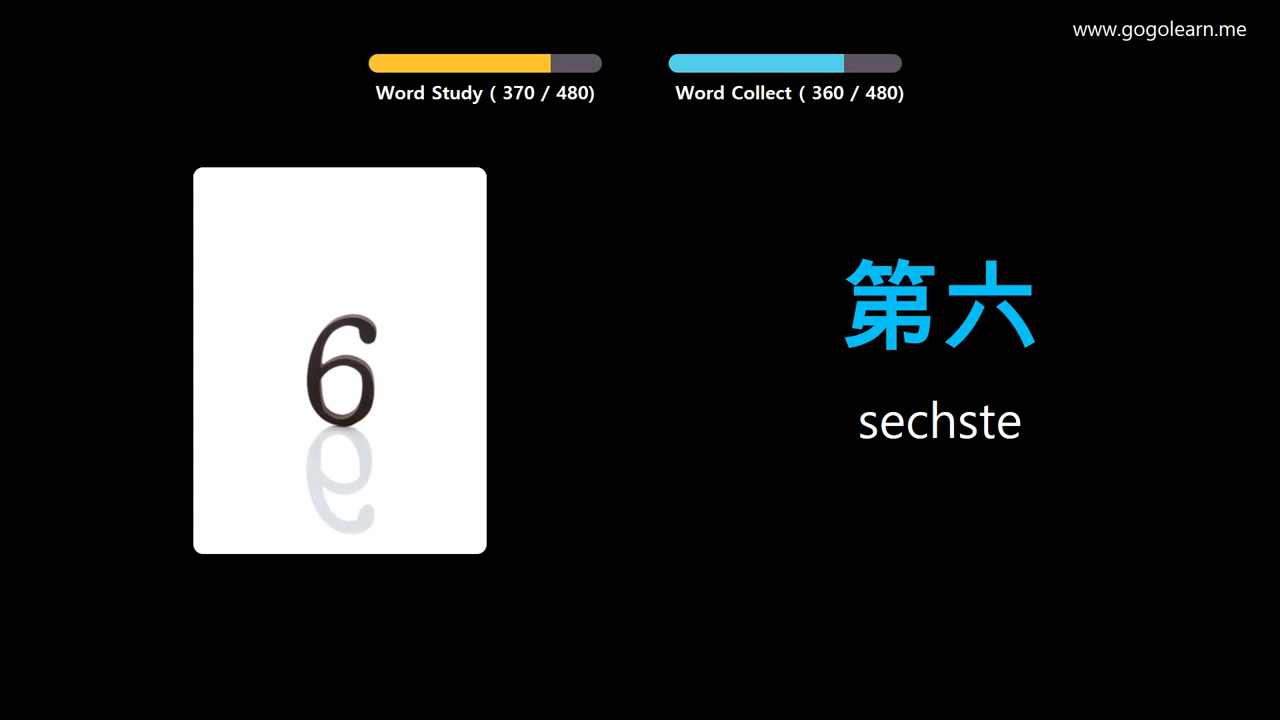 www.gogolearn.me
Word Study ( 370 / 480)
Word Collect ( 360 / 480)
6
第六
sechste